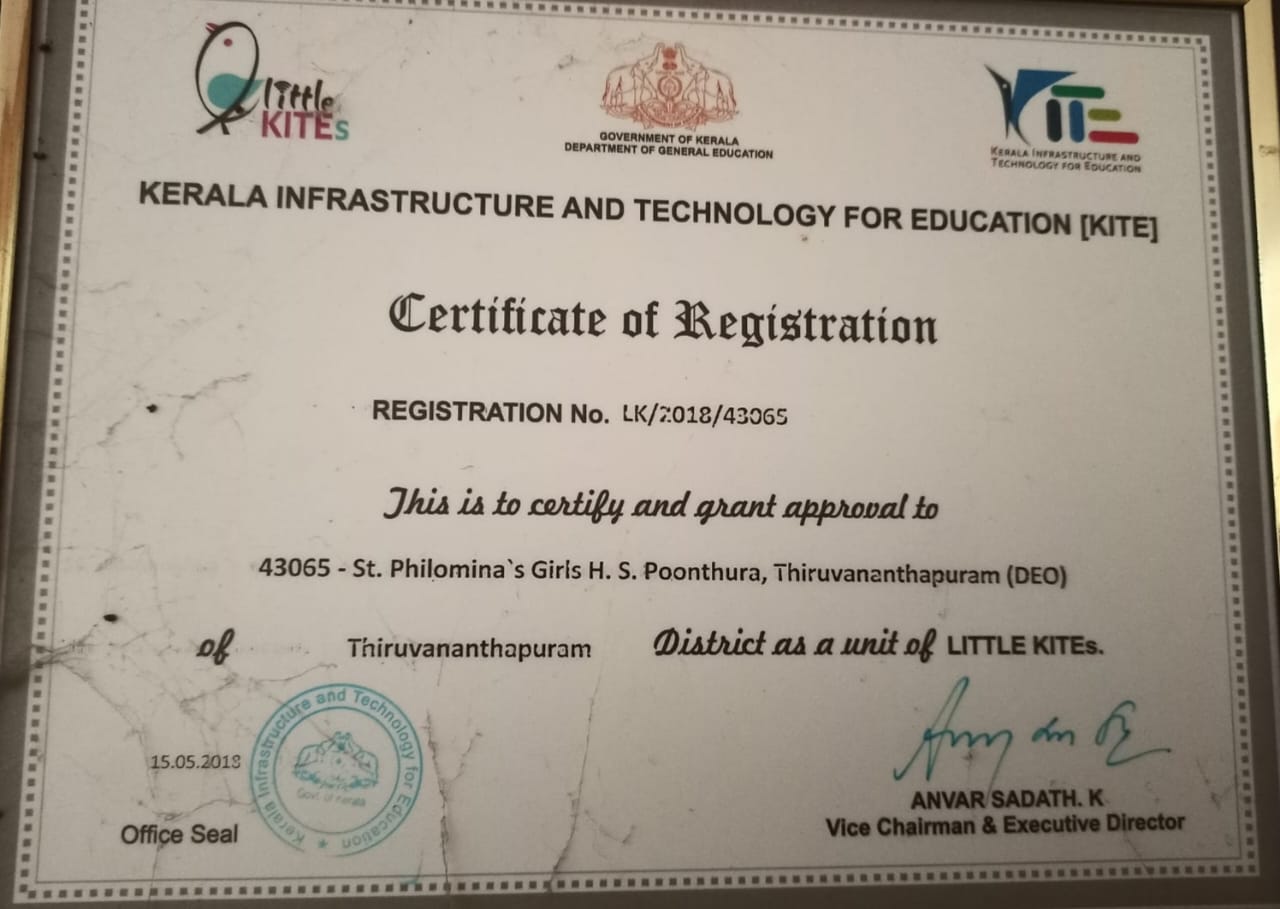 little
KITEs
GOVERNMENT OF KERALA
DEPARTMENT OF GENERAL EDUCATION
KITE
KERALA INFRASTRUCTURE AND
TECHNOLOGY FOR EDUCATION
KERALA INFRASTRUCTURE AND TECHNOLOGY FOR EDUCATION [KITE]
Certificate of Registration
REGISTRATION No. LK/2018/43065
This is to certify and grant approval to
43065 - St. Philomina`s Girls H. S. Poonthura, Thiruvananthapuram (DEO)
of Thiruvananthapuram District as a unit of LITTLE KITEs.
15.05.2018
Office Seal
Kerala Infrastructure and Technology for Education
Govt. of Kerala
ANVAR SADATH. K
Vice Chairman & Executive Director